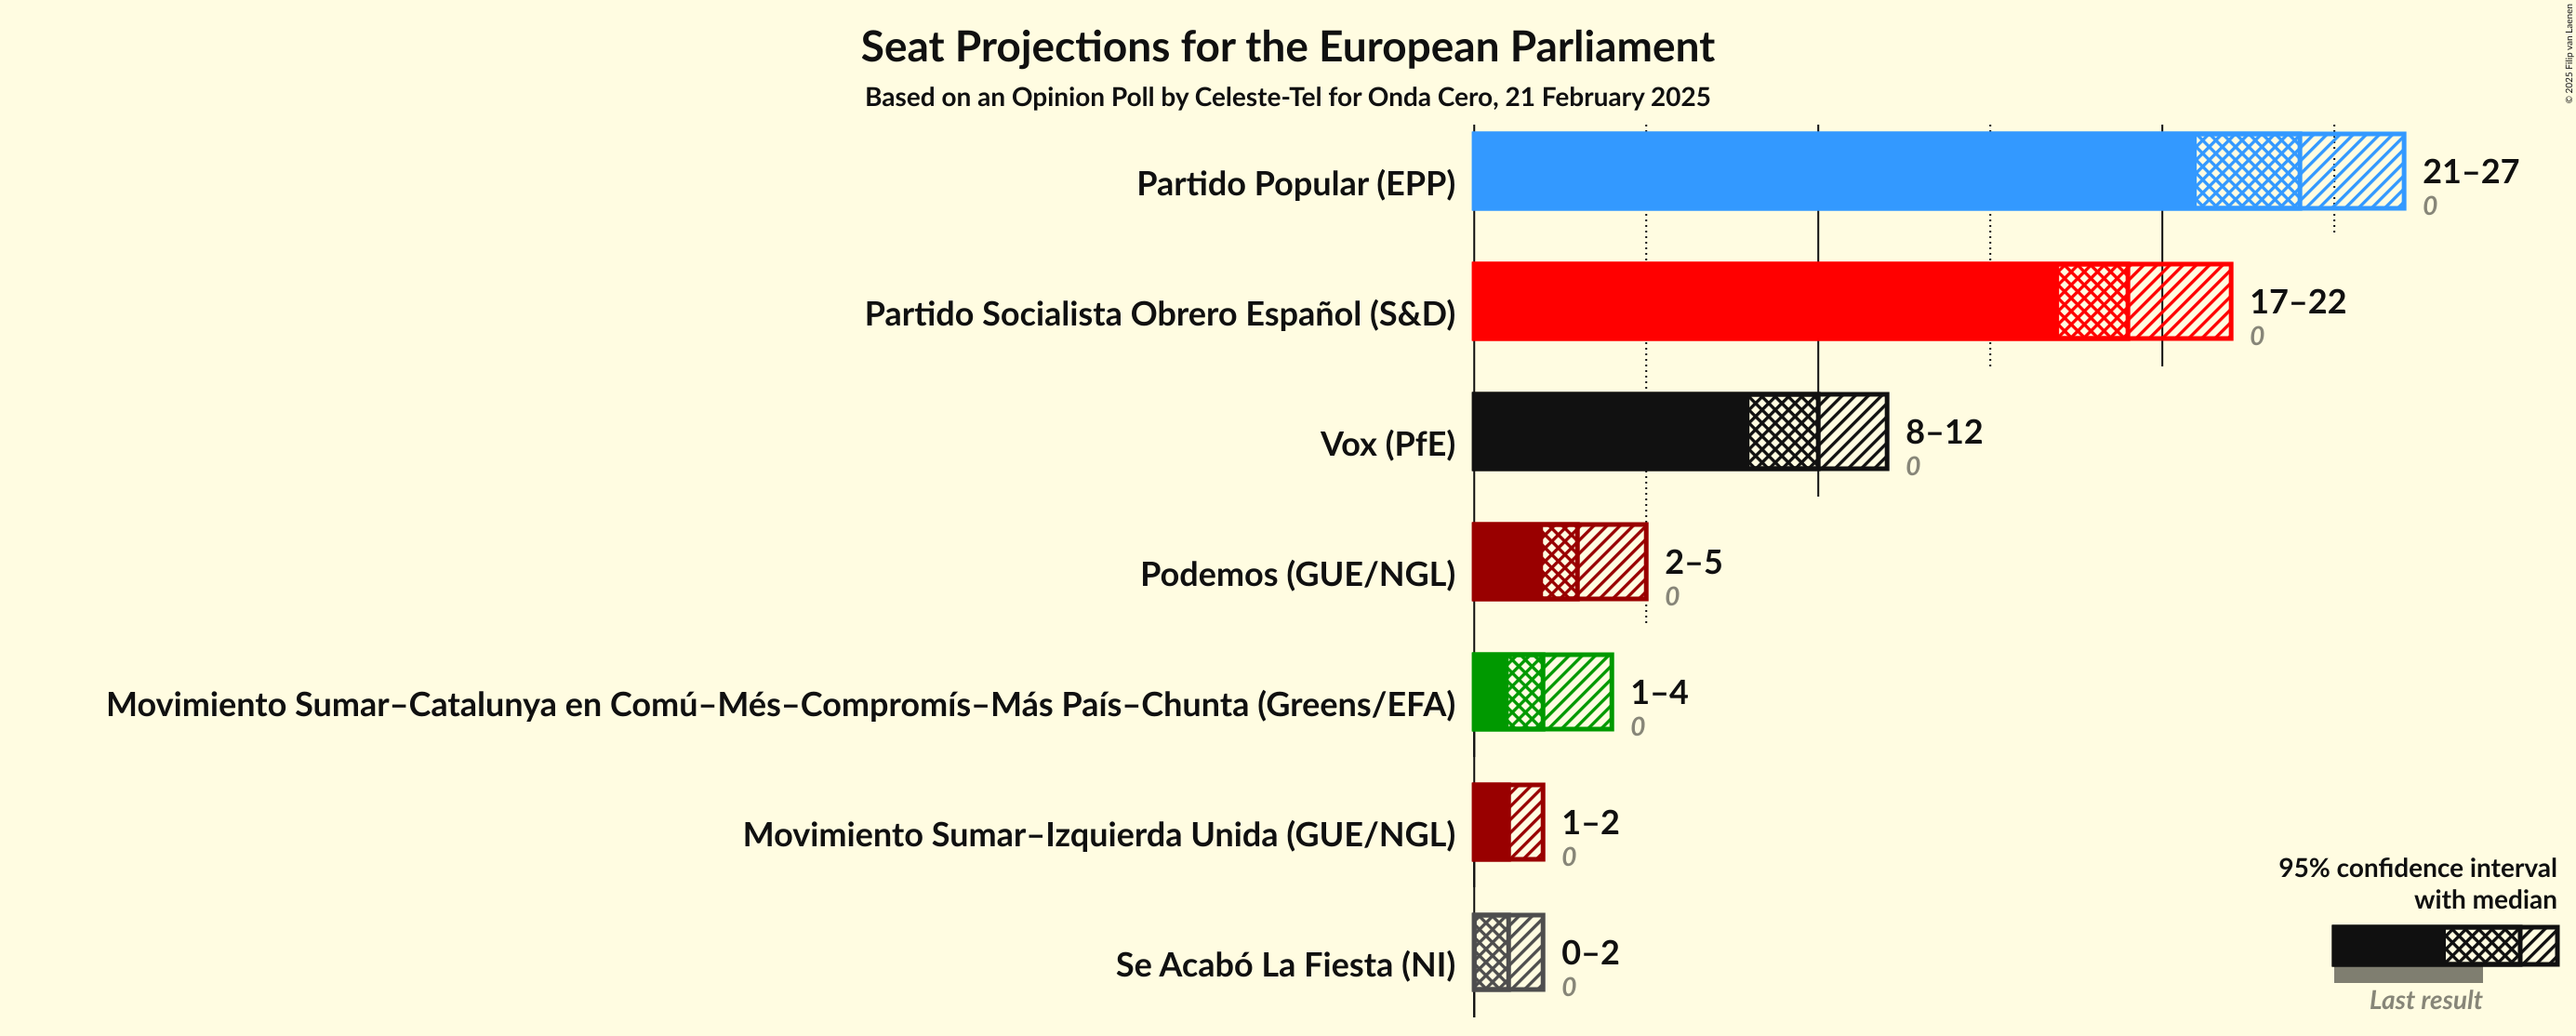 Seat Projections for the European Parliament
Based on an Opinion Poll by Celeste-Tel for Onda Cero, 21 February 2025
© 2025 Filip van Laenen
Partido Popular (EPP)
21–27
0
Partido Socialista Obrero Español (S&D)
17–22
0
Vox (PfE)
8–12
0
Podemos (GUE/NGL)
2–5
0
Movimiento Sumar–Catalunya en Comú–Més–Compromís–Más País–Chunta (Greens/EFA)
1–4
0
Movimiento Sumar–Izquierda Unida (GUE/NGL)
1–2
0
Se Acabó La Fiesta (NI)
0–2
0
95% confidence interval
with median
Last result